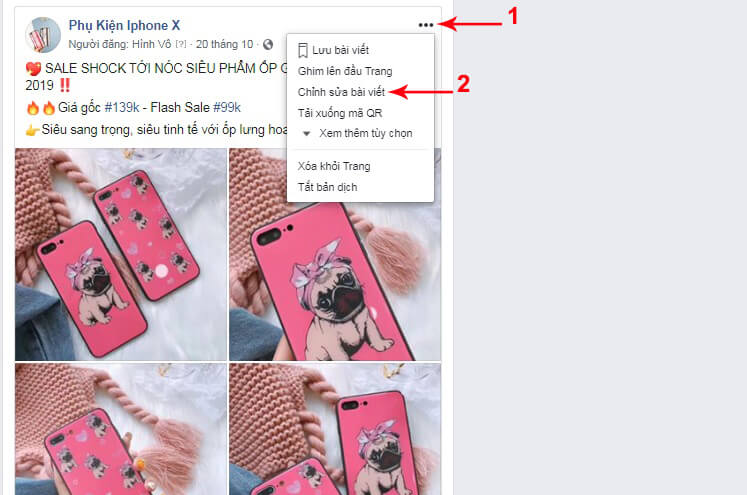 Phụ Kiện Iphone X
1
Người đăng: Hình Võ [?] · 20 tháng 10 ·
Lưu bài viết
💝 SALE SHOCK TỚI NÓC SIÊU PHẨM ỐP
Ghim lên đầu Trang
2019 ‼️
Chỉnh sửa bài viết
2
🔥🔥Giá gốc #139k - Flash Sale #99k
Tải xuống mã QR
👉Siêu sang trọng, siêu tinh tế với ốp lưng hoa
Xem thêm tùy chọn
Xóa khỏi Trang
Tắt bản dịch